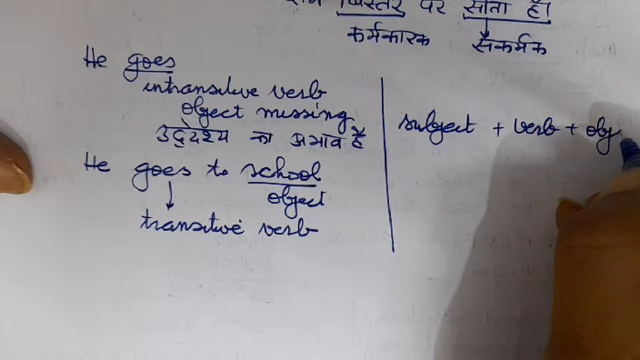 बिस्तर पर सोता है।
कर्मकारक सकर्मक
He goes
intransitive verb
object missing
उद्देश्य का अभाव है
He goes to school
object
transitive verb
subject + verb + obj